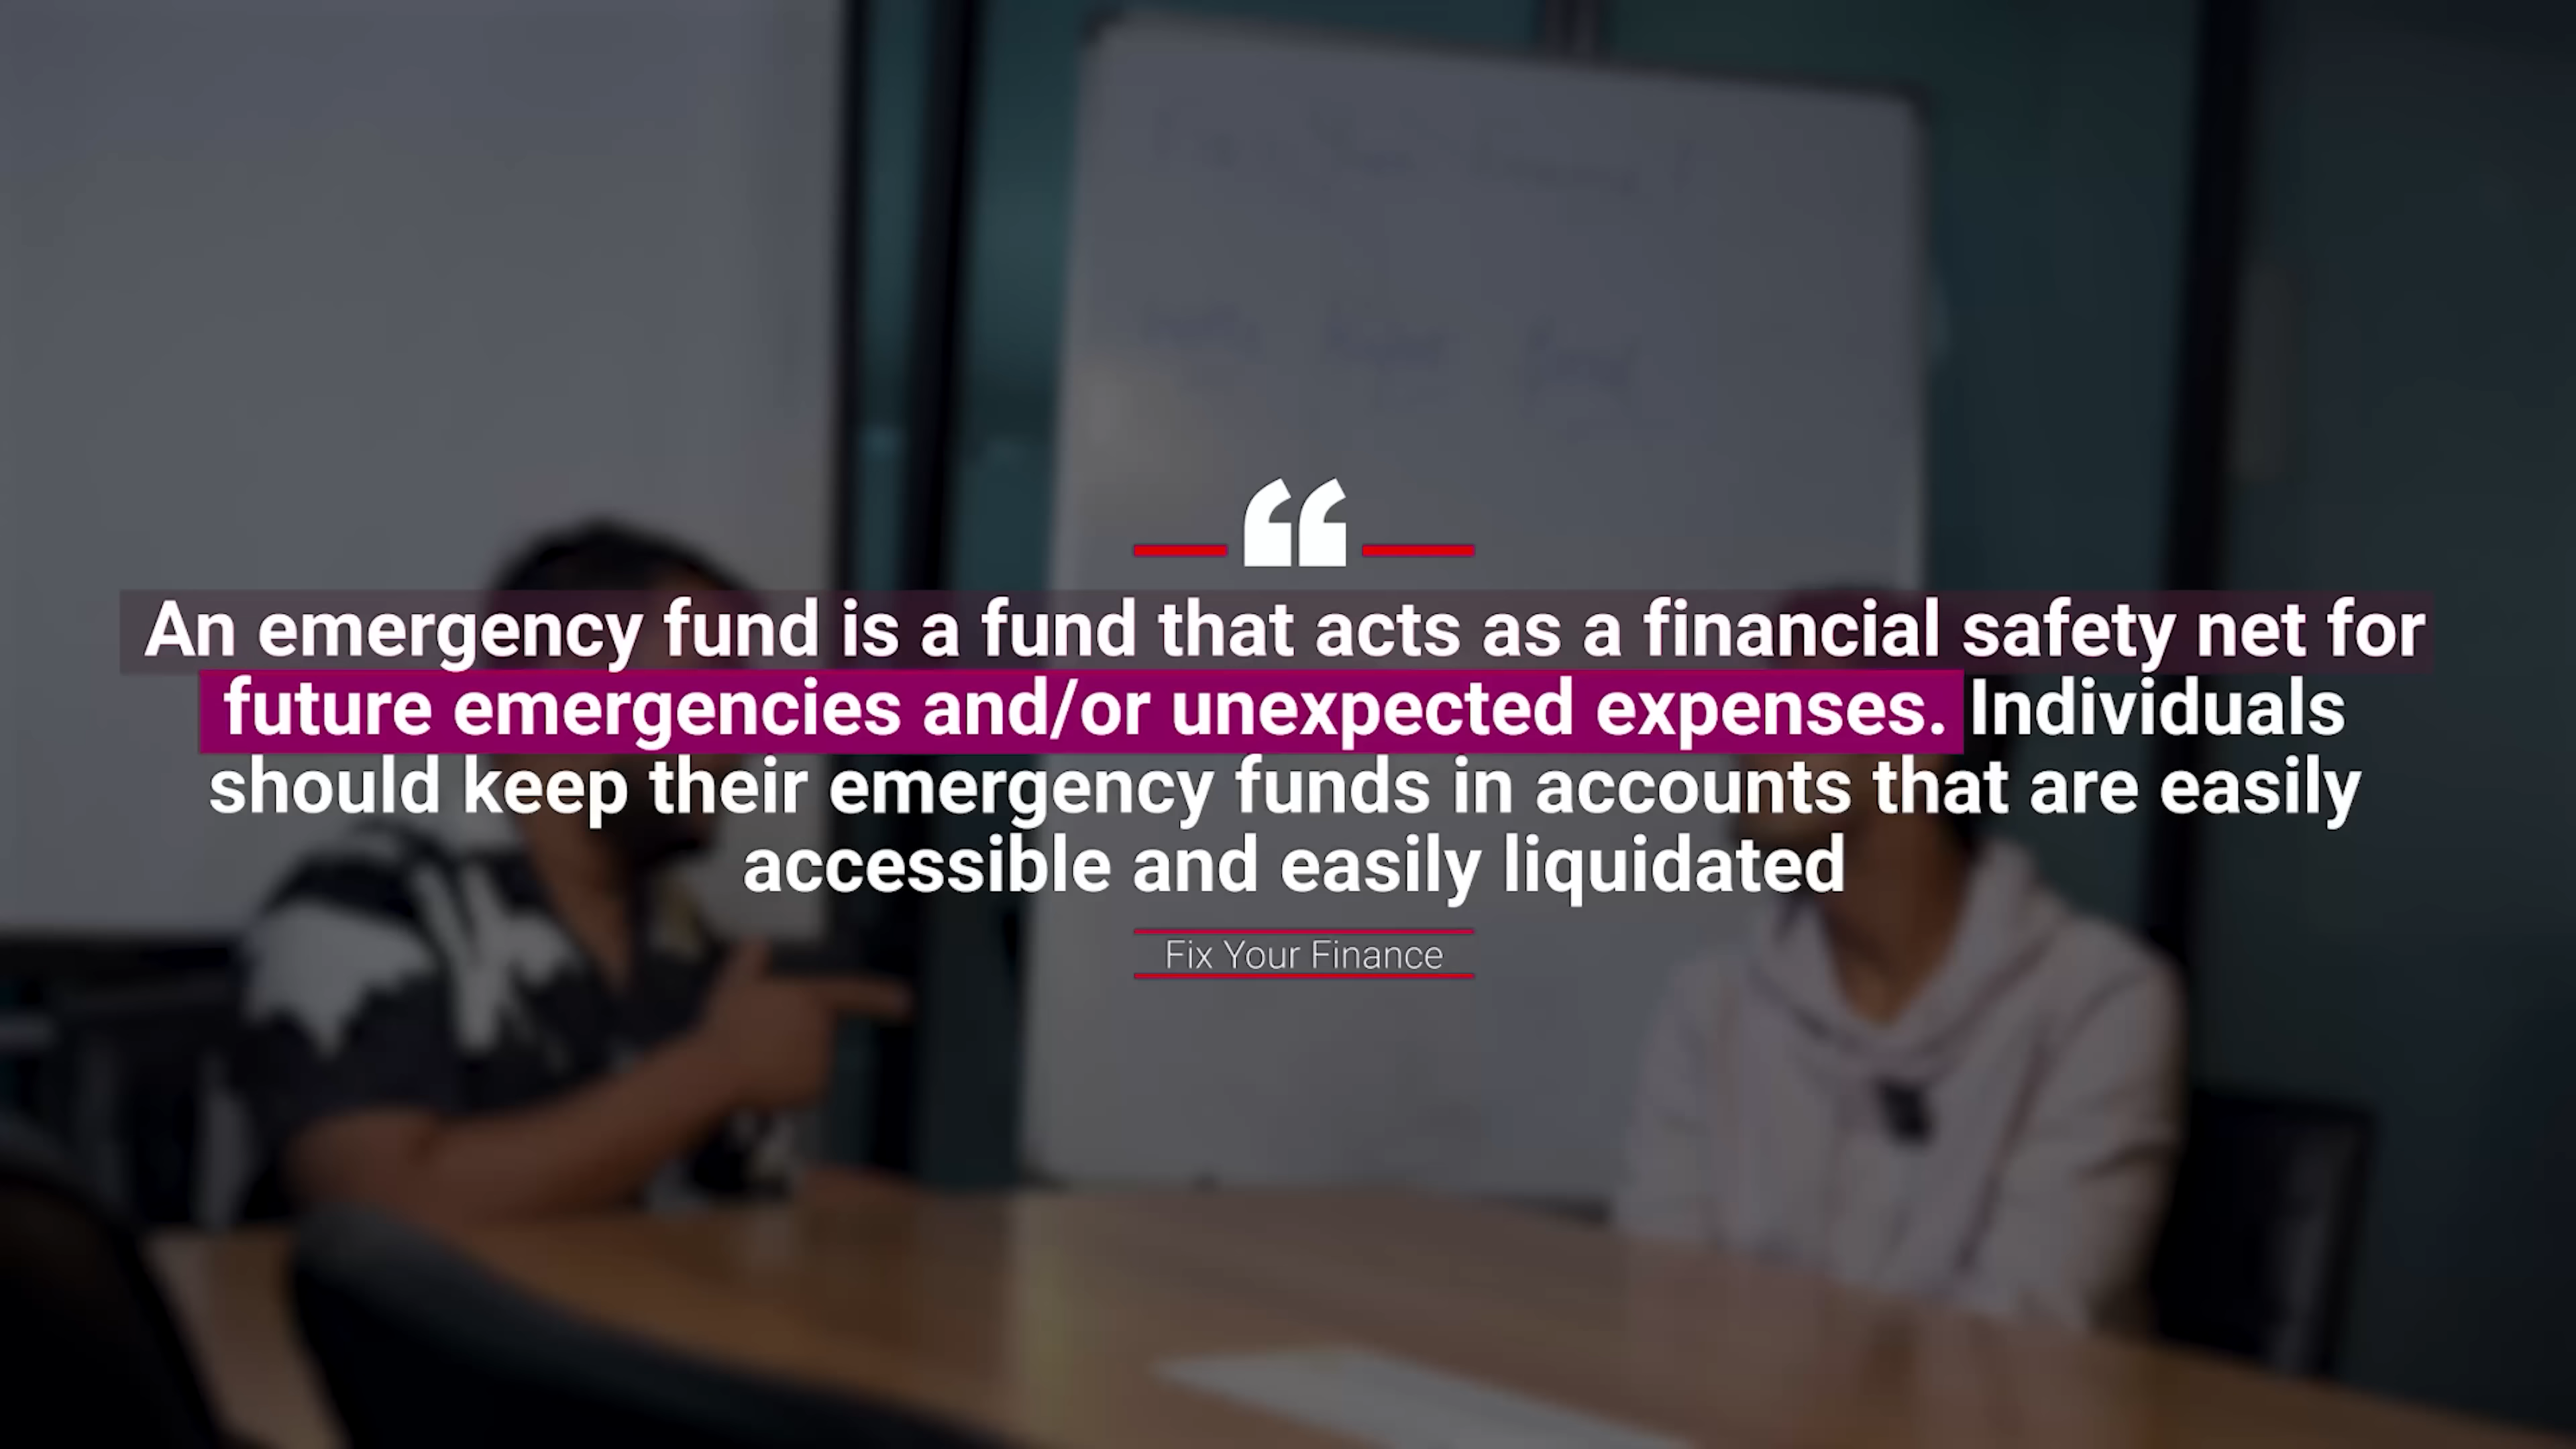 “
An emergency fund is a fund that acts as a financial safety net for
future emergencies and/or unexpected expenses. Individuals
should keep their emergency funds in accounts that are easily
accessible and easily liquidated
Fix Your Finance